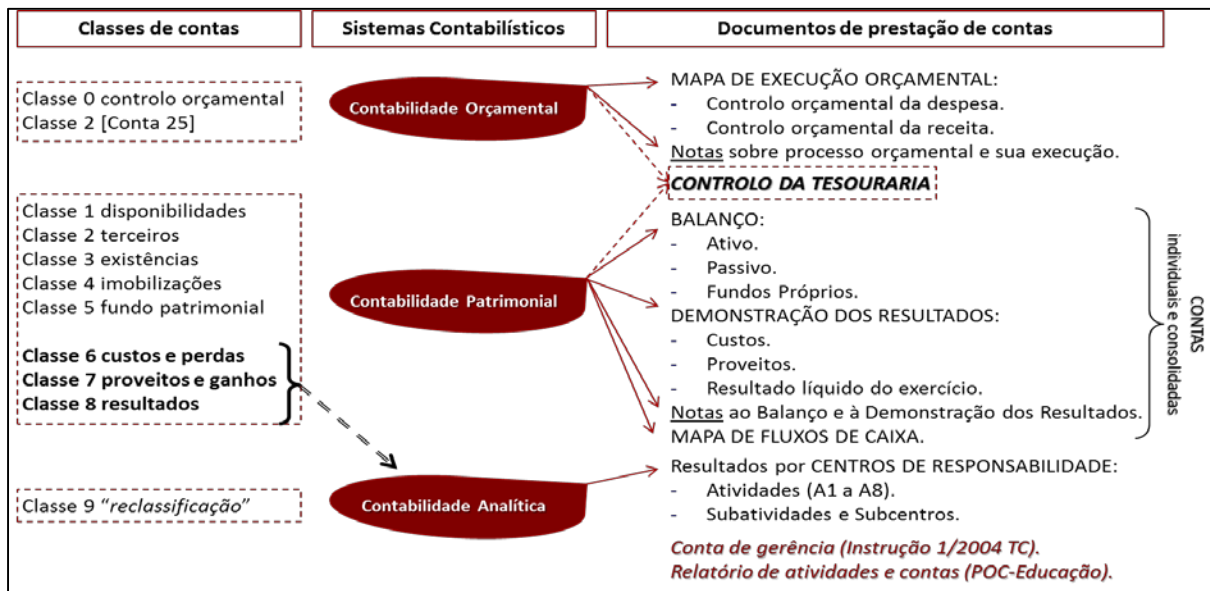 Classes de contas
Sistemas Contabilísticos
Documentos de prestação de contas
Classe 0 controlo orçamental
Classe 2 [Conta 25]
Contabilidade Orçamental
MAPA DE EXECUÇÃO ORÇAMENTAL:
- Controlo orçamental da despesa.
- Controlo orçamental da receita.
Notas sobre processo orçamental e sua execução.
CONTROLO DA TESOURARIA
Classe 1 disponibilidades
Classe 2 terceiros
Classe 3 existências
Classe 4 imobilizações
Classe 5 fundo patrimonial
Classe 6 custos e perdas
Classe 7 proveitos e ganhos
Classe 8 resultados
Contabilidade Patrimonial
BALANÇO:
- Ativo.
- Passivo.
- Fundos Próprios.
DEMONSTRAÇÃO DOS RESULTADOS:
- Custos.
- Proveitos.
- Resultado líquido do exercício.
Notas ao Balanço e à Demonstração dos Resultados.
MAPA DE FLUXOS DE CAIXA.
CONTAS
individuais e consolidadas
Classe 9 “reclassificação”
Contabilidade Analítica
Resultados por CENTROS DE RESPONSABILIDADE:
- Atividades (A1 a A8).
- Subatividades e Subcentros.
Conta de gerência (Instrução 1/2004 TC).
Relatório de atividades e contas (POC-Educação).